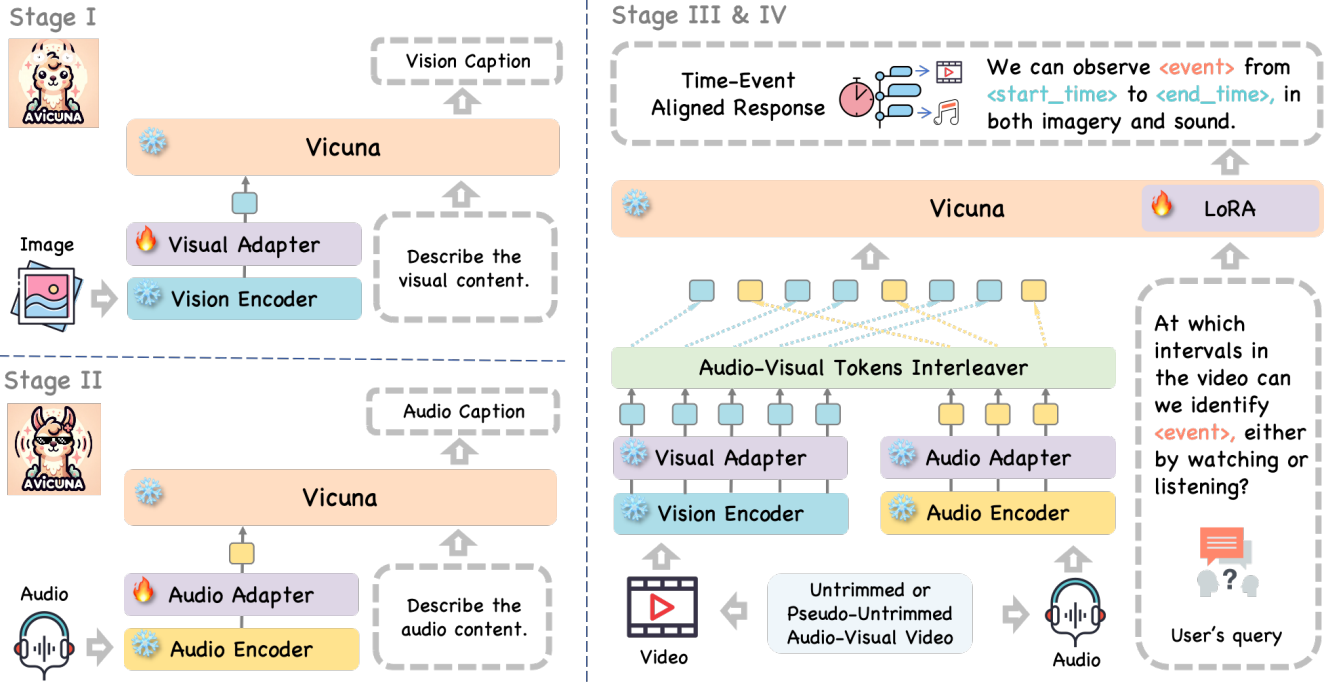 Stage I
AVICUNA
Vision Caption
Vicuna
Visual Adapter
Vision Encoder
Image
Describe the
visual content.
Stage II
AVICUNA
Audio Caption
Vicuna
Audio Adapter
Audio Encoder
Audio
Describe the
audio content.
Stage III & IV
Time-Event
Aligned Response
We can observe <event> from
<start_time> to <end_time>, in
both imagery and sound.
Vicuna
LoRA
Audio-Visual Tokens Interleaver
Visual Adapter
Audio Adapter
Vision Encoder
Audio Encoder
Video
Untrimmed or
Pseudo-Untrimmed
Audio-Visual Video
Audio
At which
intervals in
the video can
we identify
<event>, either
by watching or
listening?
?
User's query